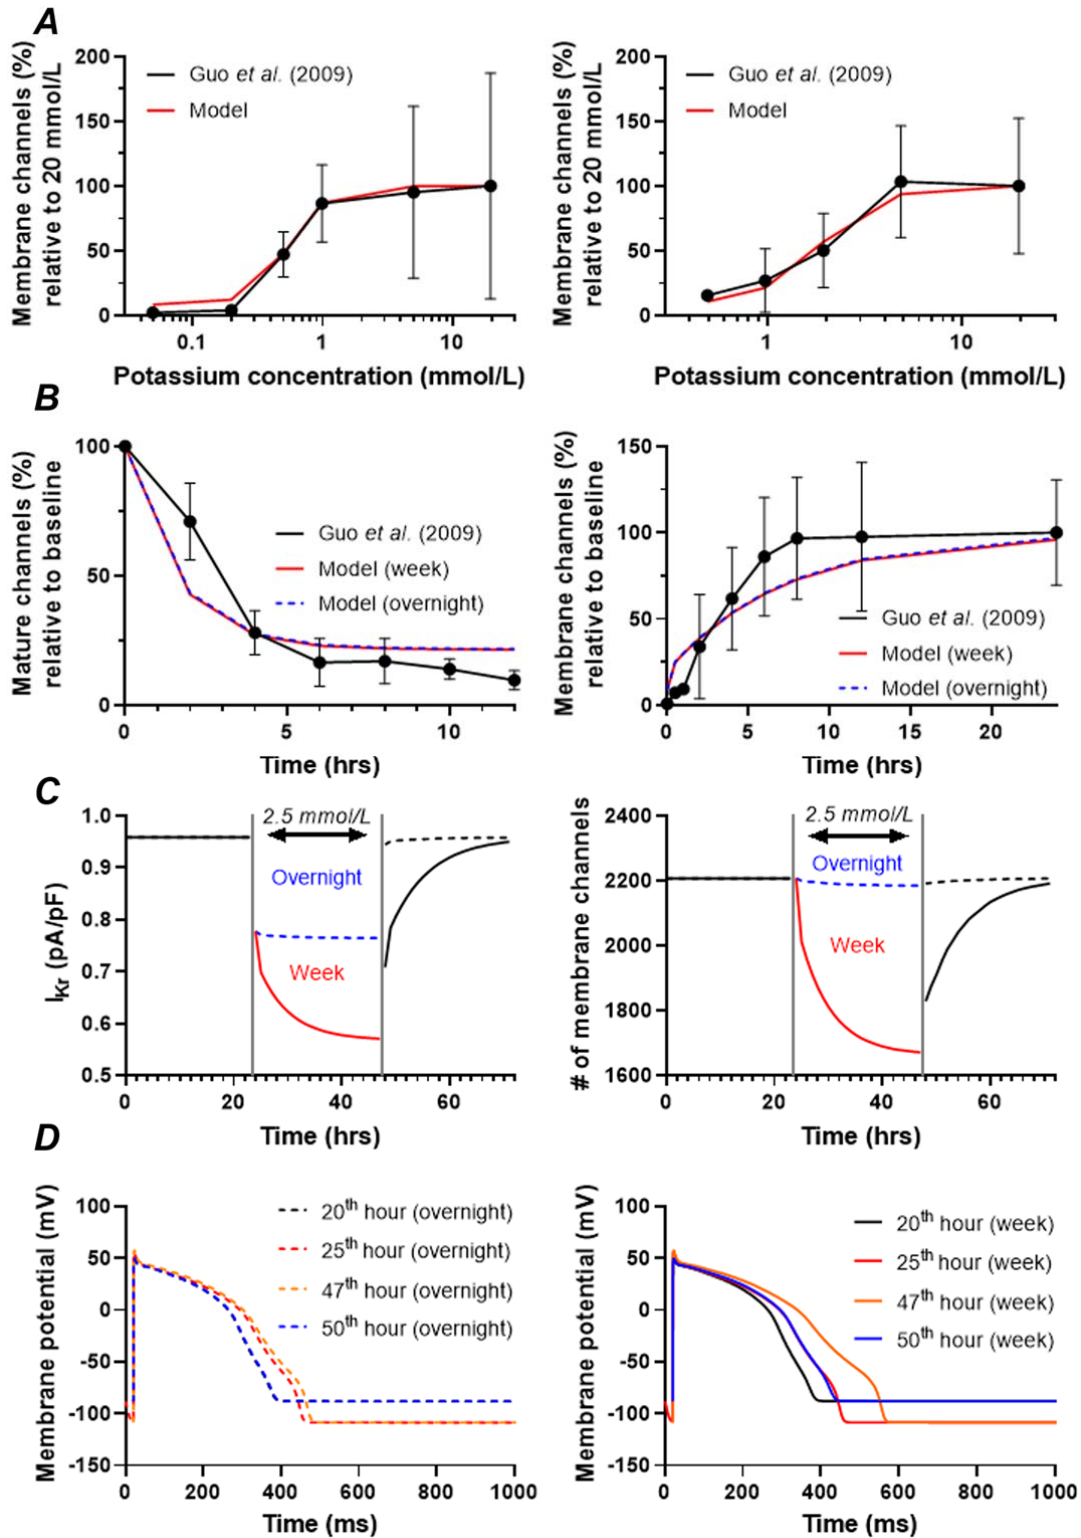 A
Membrane channels (%)
relative to 20 mmol/L
200
150
100
50
0
Guo et al. (2009)
Model
0.1
1
10
Potassium concentration (mmol/L)
Membrane channels (%)
relative to 20 mmol/L
200
150
100
50
0
Guo et al. (2009)
Model
1
10
Potassium concentration (mmol/L)
B
Mature channels (%)
relative to baseline
100
50
0
Guo et al. (2009)
Model (week)
Model (overnight)
0
5
10
Time (hrs)
Membrane channels (%)
relative to baseline
150
100
50
0
Guo et al. (2009)
Model (week)
Model (overnight)
0
5
10
15
20
Time (hrs)
C
I_Kr (pA/pF)
1.0
0.9
0.8
0.7
0.6
0.5
2.5 mmol/L
Overnight
Week
0
20
40
60
Time (hrs)
# of membrane channels
2400
2200
2000
1800
1600
2.5 mmol/L
Overnight
Week
0
20
40
60
Time (hrs)
D
Membrane potential (mV)
100
50
0
-50
-100
-150
20th hour (overnight)
25th hour (overnight)
47th hour (overnight)
50th hour (overnight)
0
200
400
600
800
1000
Time (ms)
Membrane potential (mV)
100
50
0
-50
-100
-150
20th hour (week)
25th hour (week)
47th hour (week)
50th hour (week)
0
200
400
600
800
1000
Time (ms)